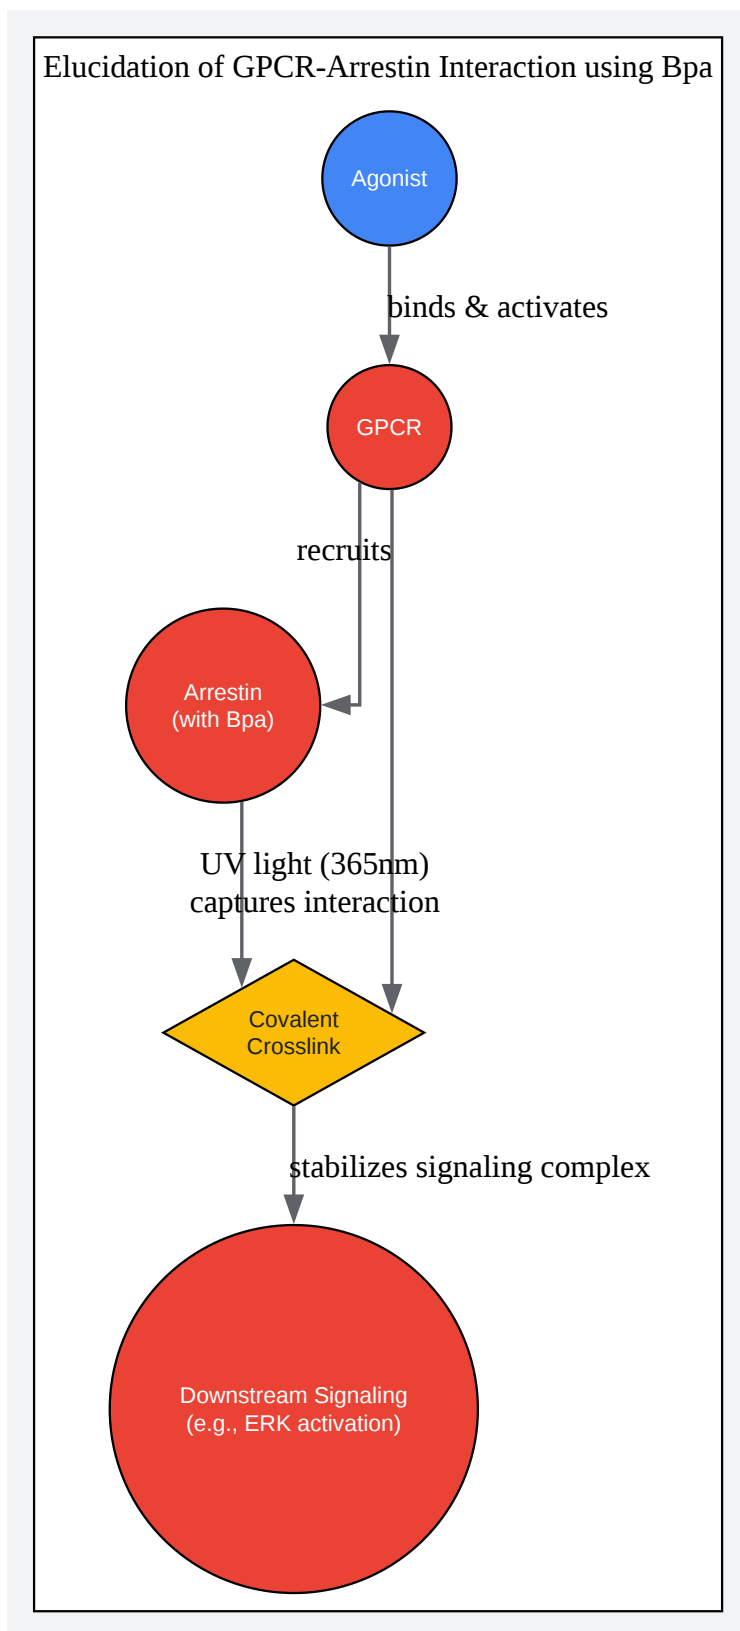 Elucidation of GPCR-Arrestin Interaction using Bpa
Agonist
binds & activates
GPCR
recruits
Arrestin
(with Bpa)
UV light (365nm)
captures interaction
Covalent
Crosslink
stabilizes signaling complex
Downstream Signaling
(e.g., ERK activation)